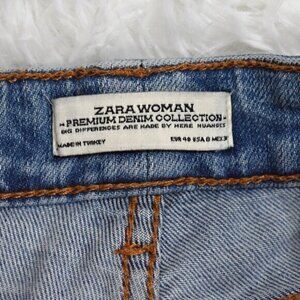 ZARA WOMAN
- PREMIUM DENIM COLLECTION -
BIG DIFFERENCES ARE MADE BY MERE NUANCES
MADE IN TURKEY
EUR 40 USA 8 MEX